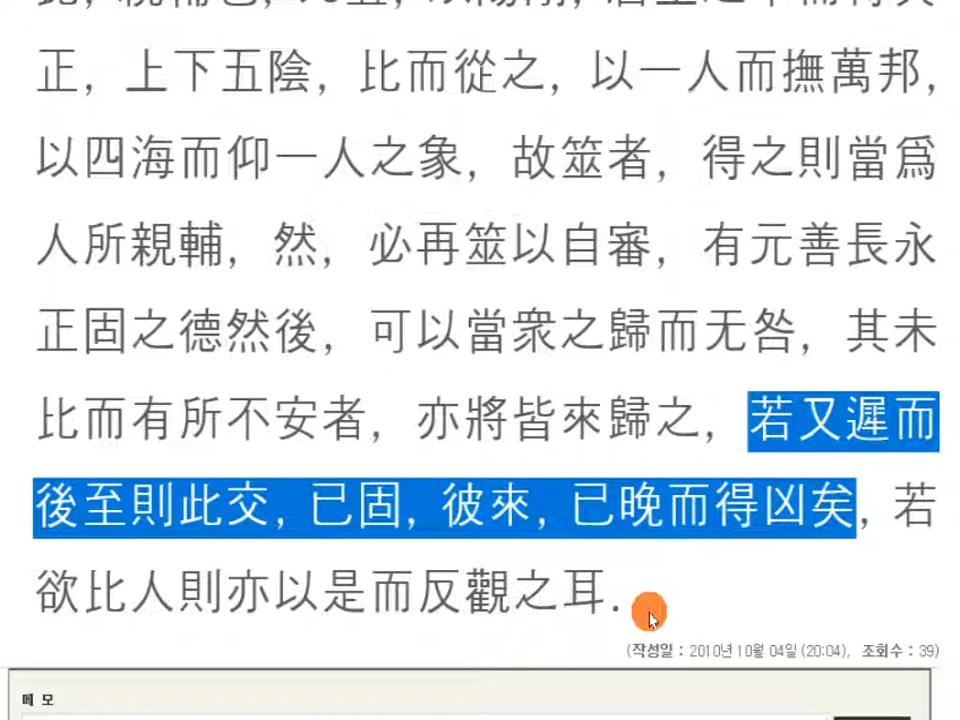 正, 上下五陰, 比而從之, 以一人而撫萬邦,
以四海而仰一人之象, 故筮者, 得之則當爲
人所親輔, 然, 必再筮以自審, 有元善長永
正固之德然後, 可以當衆之歸而无咎, 其未
比而有所不安者, 亦將皆來歸之, 若又遲而
後至則此交, 已固, 彼來, 已晩而得凶矣, 若
欲比人則亦以是而反觀之耳.
(작성일 : 2010년 10월 04일 (20:04), 조회수 : 39)
메 모